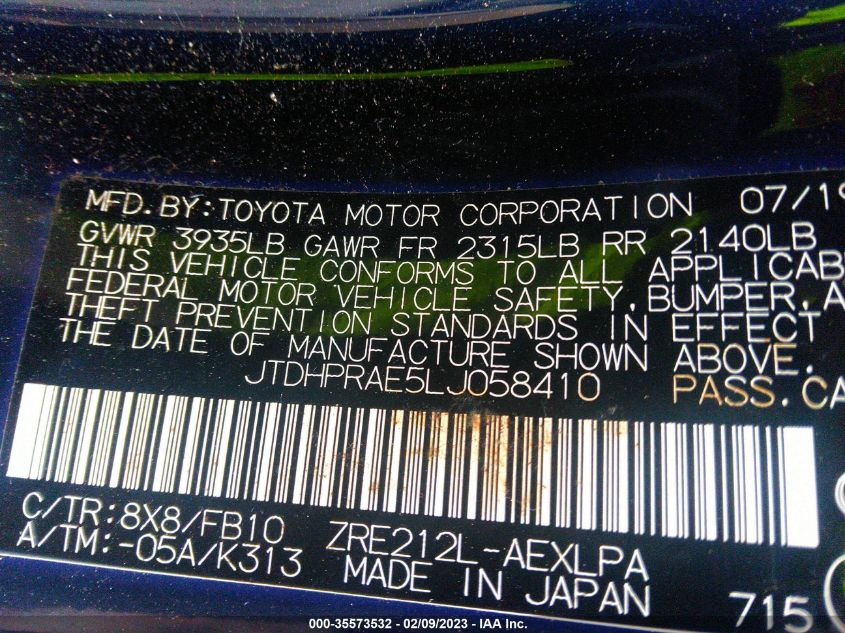 MFD.BY:TOYOTA MOTOR CORPORATION 07/19
GVWR 3935LB GAWR FR 2315LB RR 2140LB
THIS VEHICLE CONFORMS TO ALL APPLICAB
FEDERAL MOTOR VEHICLE SAFETY, BUMPER, A
THEFT PREVENTION STANDARDS IN EFFECT
THE DATE OF MANUFACTURE SHOWN ABOVE.
JTDHPRAE5LJ058410 PASS.CA
C/TR:8X8/FB10 ZRE212L-AEXLPA
A/TM:-05A/K313 MADE IN JAPAN 715
000-35573532 - 02/09/2023 - IAA Inc.